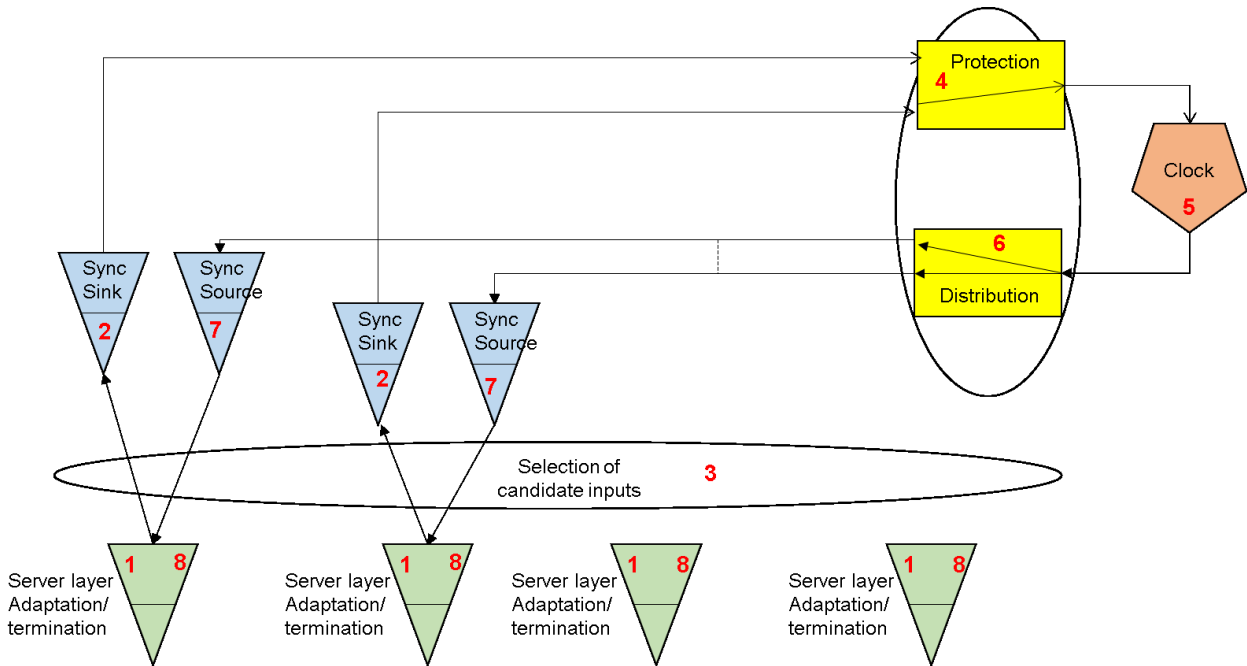 Protection
4
Clock
5
6
Distribution
Sync
Sink
2
Sync
Source
7
Sync
Sink
2
Sync
Source
7
Selection of
candidate inputs
3
1 8
Server layer
Adaptation/
termination
1 8
Server layer
Adaptation/
termination
1 8
Server layer
Adaptation/
termination
1 8
Server layer
Adaptation/
termination